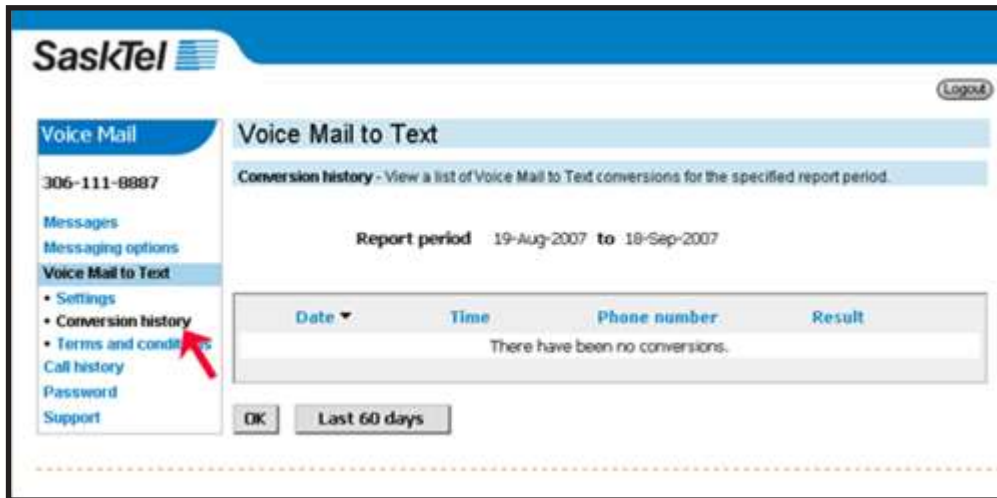 SaskTel
Logout
Voice Mail
306-111-8887
Messages
Messaging options
Voice Mail to Text
• Settings
• Conversion history
• Terms and conditions
Call history
Password
Support
Voice Mail to Text
Conversion history - View a list of Voice Mail to Text conversions for the specified report period.
Report period 19-Aug-2007 to 18-Sep-2007
Date Time Phone number Result
There have been no conversions.
OK Last 60 days